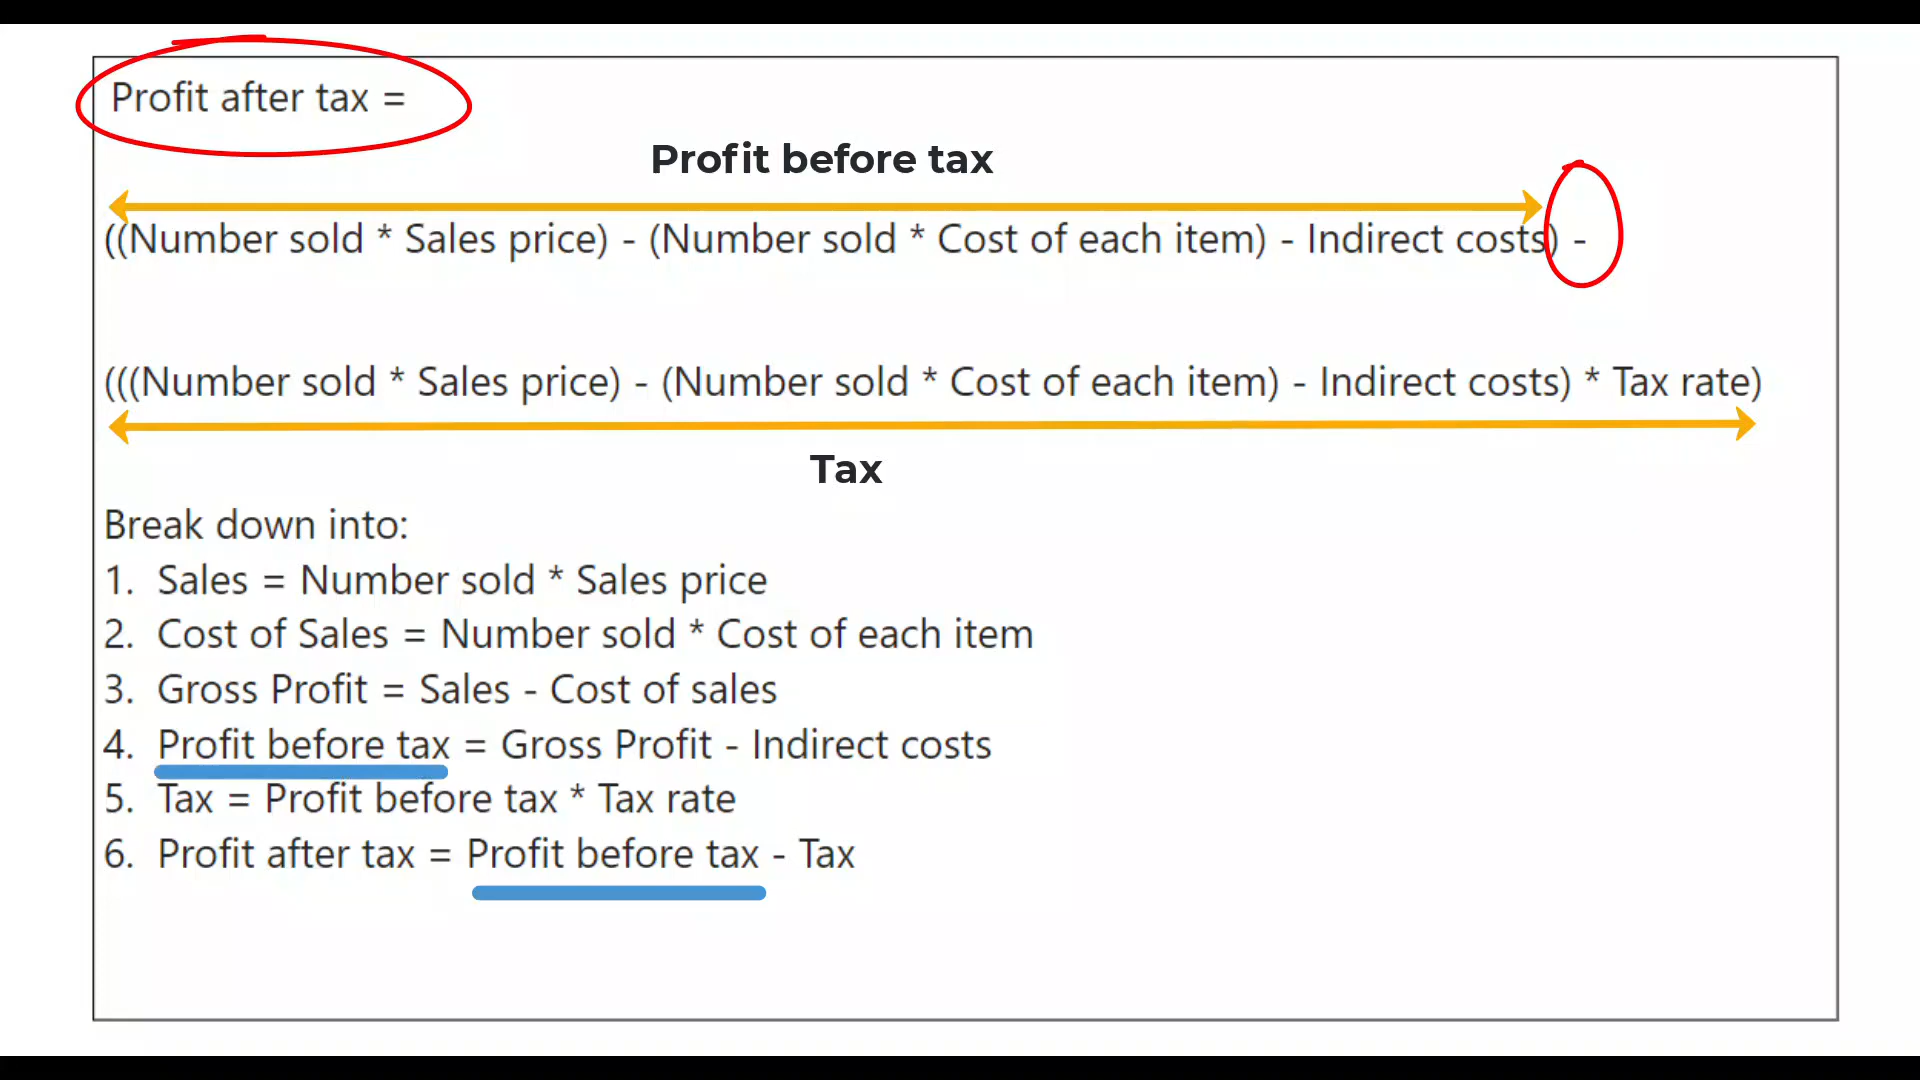 Profit after tax =
Profit before tax
((Number sold * Sales price) - (Number sold * Cost of each item) - Indirect costs) -
(((Number sold * Sales price) - (Number sold * Cost of each item) - Indirect costs) * Tax rate)
Tax
Break down into:
1. Sales = Number sold * Sales price
2. Cost of Sales = Number sold * Cost of each item
3. Gross Profit = Sales - Cost of sales
4. Profit before tax = Gross Profit - Indirect costs
5. Tax = Profit before tax * Tax rate
6. Profit after tax = Profit before tax - Tax